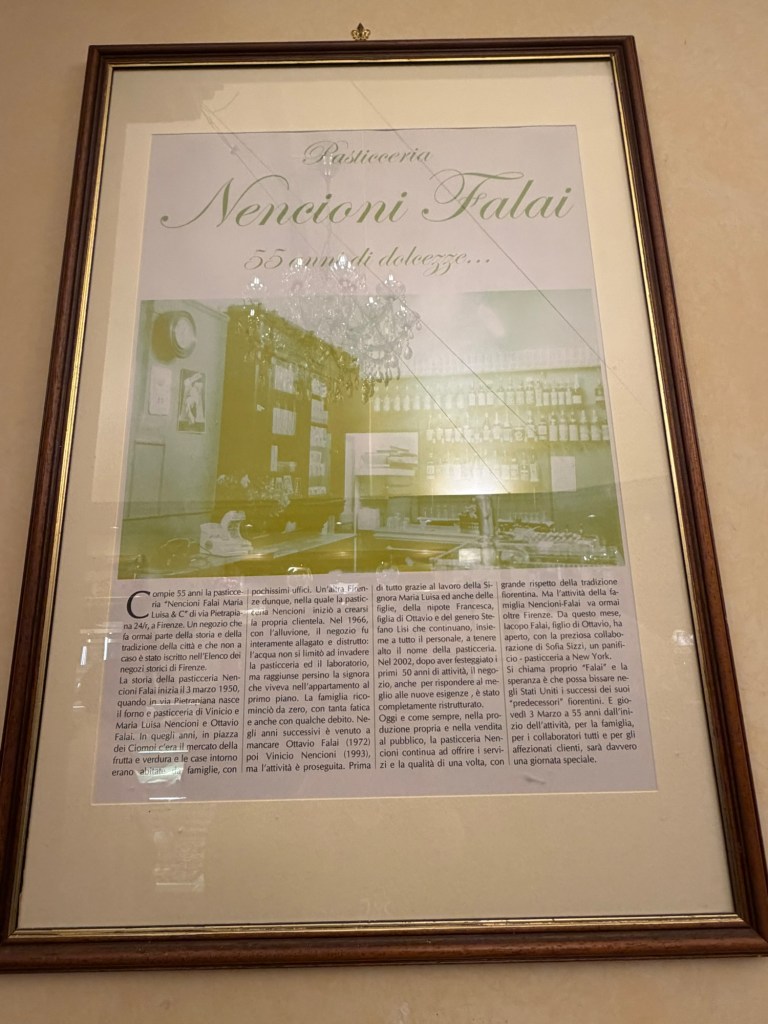 Pasticceria
Nencioni Falai
55 anni di dolcezze...
Compie 55 anni la pasticce-
ria "Nencioni Falai Maria
Luisa & C" di via Pietrapia-
na 24/r, a Firenze. Un negozio che
fa ormai parte della storia e della
tradizione della città e che non a
caso è stato iscritto nell'Elenco dei
negozi storici di Firenze.
La storia della pasticceria Nen-
cioni Falai inizia il 3 marzo 1950,
quando in via Pietrapiana nasce
il forno e pasticceria di Vinicio e
Maria Luisa Nencioni e Ottavio
Falai. In quegli anni, in piazza
dei Ciompi c'era il mercato della
frutta e verdura e le case intorno
erano abitate da famiglie, con
pochissimi uffici. Un'altra Firen-
ze dunque, nella quale la pastic-
ceria Nencioni iniziò a crearsi
la propria clientela. Nel 1966,
con l'alluvione, il negozio fu
interamente allagato e distrutto:
l'acqua non si limitò ad invadere
la pasticceria ed il laboratorio,
ma raggiunse persino la signora
che viveva nell'appartamento al
primo piano. La famiglia rico-
minciò da zero, con tanta fatica
e anche con qualche debito. Ne-
gli anni successivi è venuto a
mancare Ottavio Falai (1972)
poi Vinicio Nencioni (1993),
ma l'attività è proseguita. Prima
di tutto grazie al lavoro della Si-
gnora Maria Luisa ed anche delle
figlie, della nipote Francesca,
figlia di Ottavio e del genero Ste-
fano Lisi che continuano, insie-
me a tutto il personale, a tenere
alto il nome della pasticceria.
Nel 2002, dopo aver festeggiato i
primi 50 anni di attività, il nego-
zio, anche per rispondere al me-
glio alle nuove esigenze , è stato
completamente ristrutturato.
Oggi e come sempre, nella pro-
duzione propria e nella vendita
al pubblico, la pasticceria Nen-
cioni continua ad offrire i servi-
zi e la qualità di una volta, con
grande rispetto della tradizione
fiorentina. Ma l'attività della fa-
miglia Nencioni-Falai va ormai
oltre Firenze. Da questo mese,
Iacopo Falai, figlio di Ottavio, ha
aperto, con la preziosa collabo-
razione di Sofia Sizzi, un panifi-
cio - pasticceria a New York.
Si chiama proprio "Falai" e la
speranza è che possa bissare ne-
gli Stati Uniti i successi dei suoi
"predecessori" fiorentini. E gio-
vedì 3 Marzo a 55 anni dall'ini-
zio dell'attività, per la famiglia,
per i collaboratori tutti e per gli
affezionati clienti, sarà davvero
una giornata speciale.